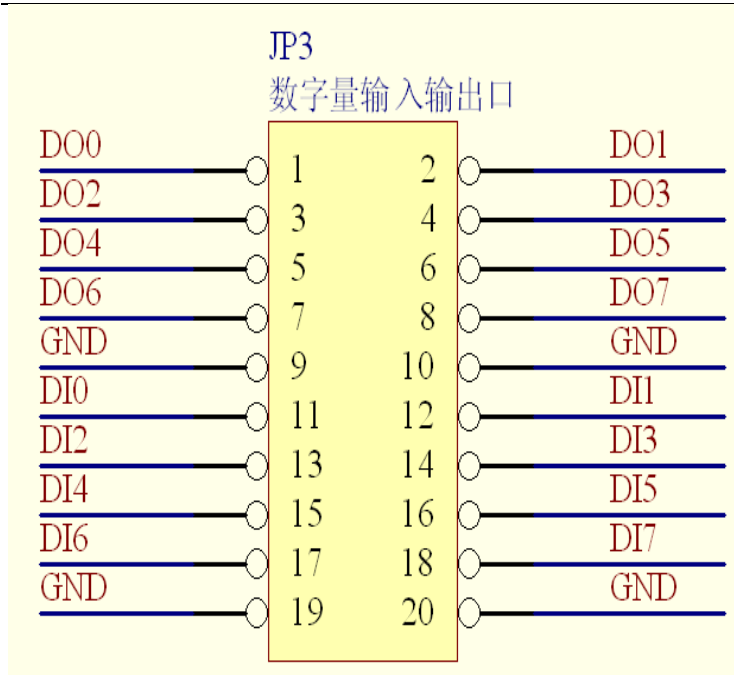 JP3
数字量输入输出口
DO0 1 2 DO1
DO2 3 4 DO3
DO4 5 6 DO5
DO6 7 8 DO7
GND 9 10 GND
DI0 11 12 DI1
DI2 13 14 DI3
DI4 15 16 DI5
DI6 17 18 DI7
GND 19 20 GND